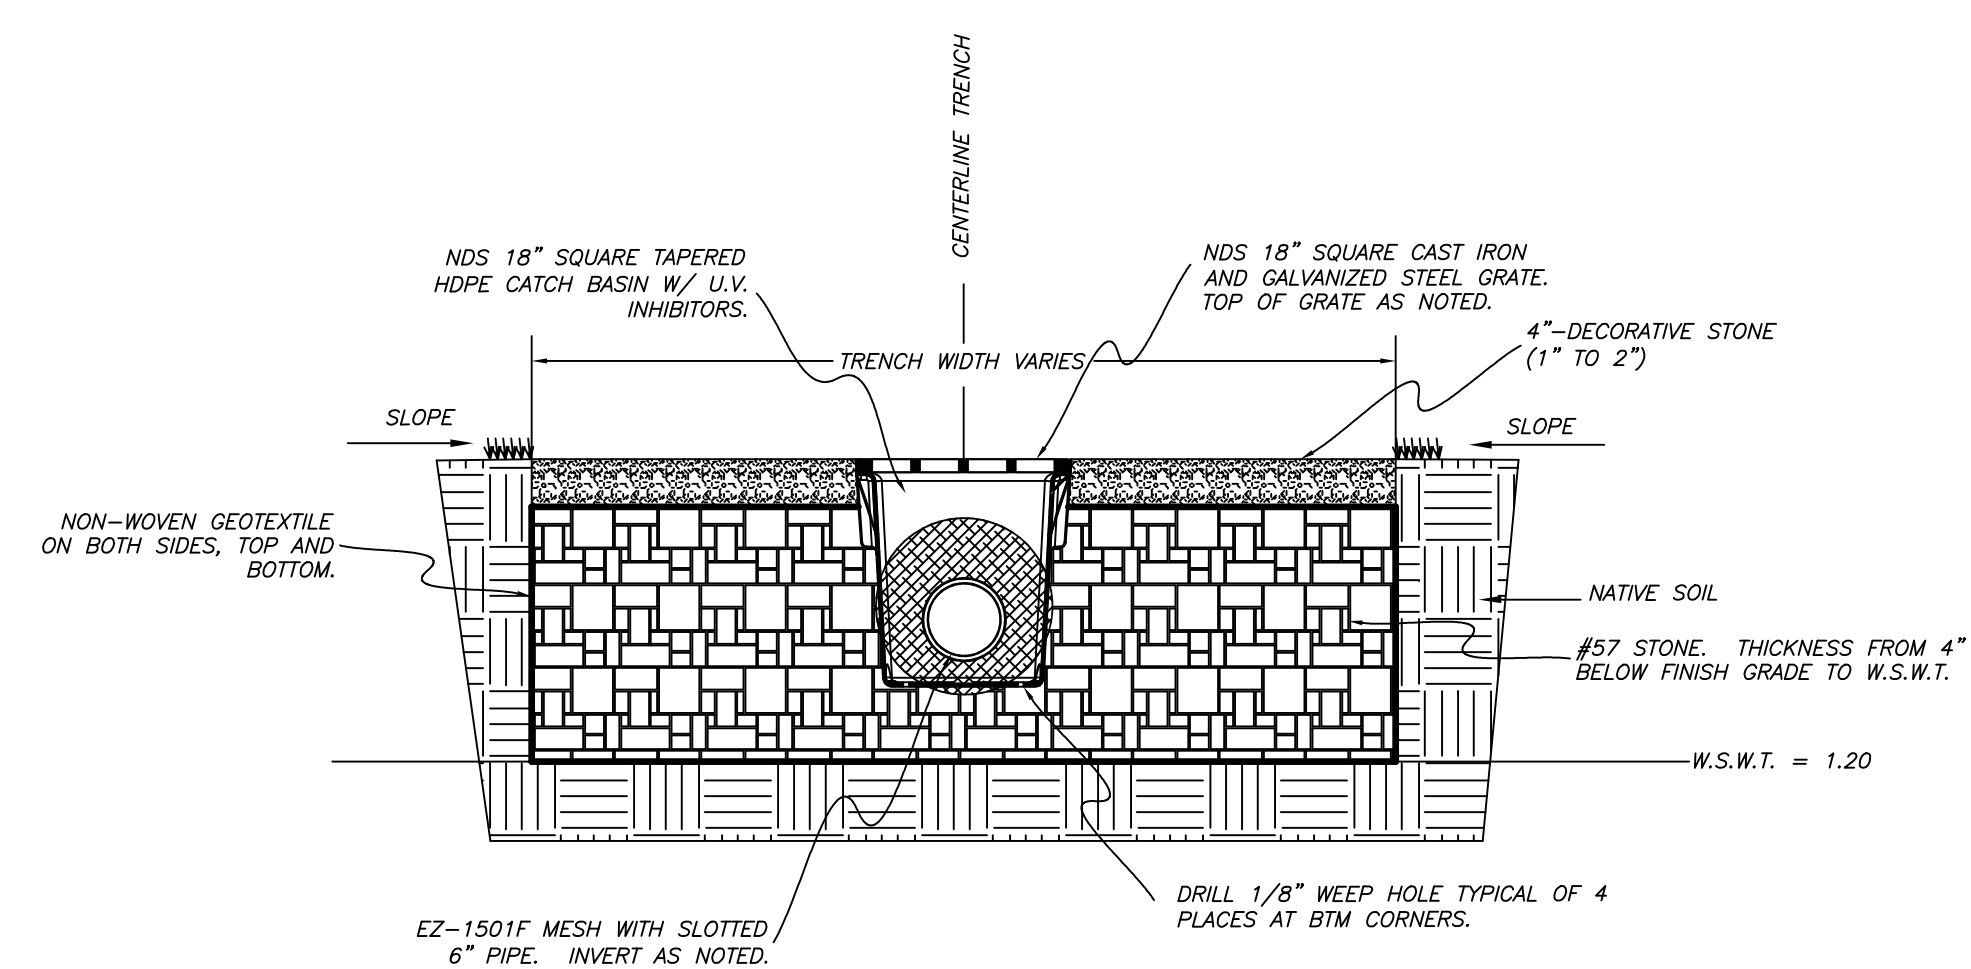 CENTERLINE TRENCH
NDS 18" SQUARE TAPERED
HDPE CATCH BASIN W/ U.V.
INHIBITORS.
NDS 18" SQUARE CAST IRON
AND GALVANIZED STEEL GRATE.
TOP OF GRATE AS NOTED.
4"-DECORATIVE STONE
(1" TO 2")
TRENCH WIDTH VARIES
SLOPE
SLOPE
NON-WOVEN GEOTEXTILE
ON BOTH SIDES, TOP AND
BOTTOM.
NATIVE SOIL
#57 STONE. THICKNESS FROM 4"
BELOW FINISH GRADE TO W.S.W.T.
W.S.W.T. = 1.20
DRILL 1/8" WEEP HOLE TYPICAL OF 4
PLACES AT BTM CORNERS.
EZ-1501F MESH WITH SLOTTED
6" PIPE. INVERT AS NOTED.